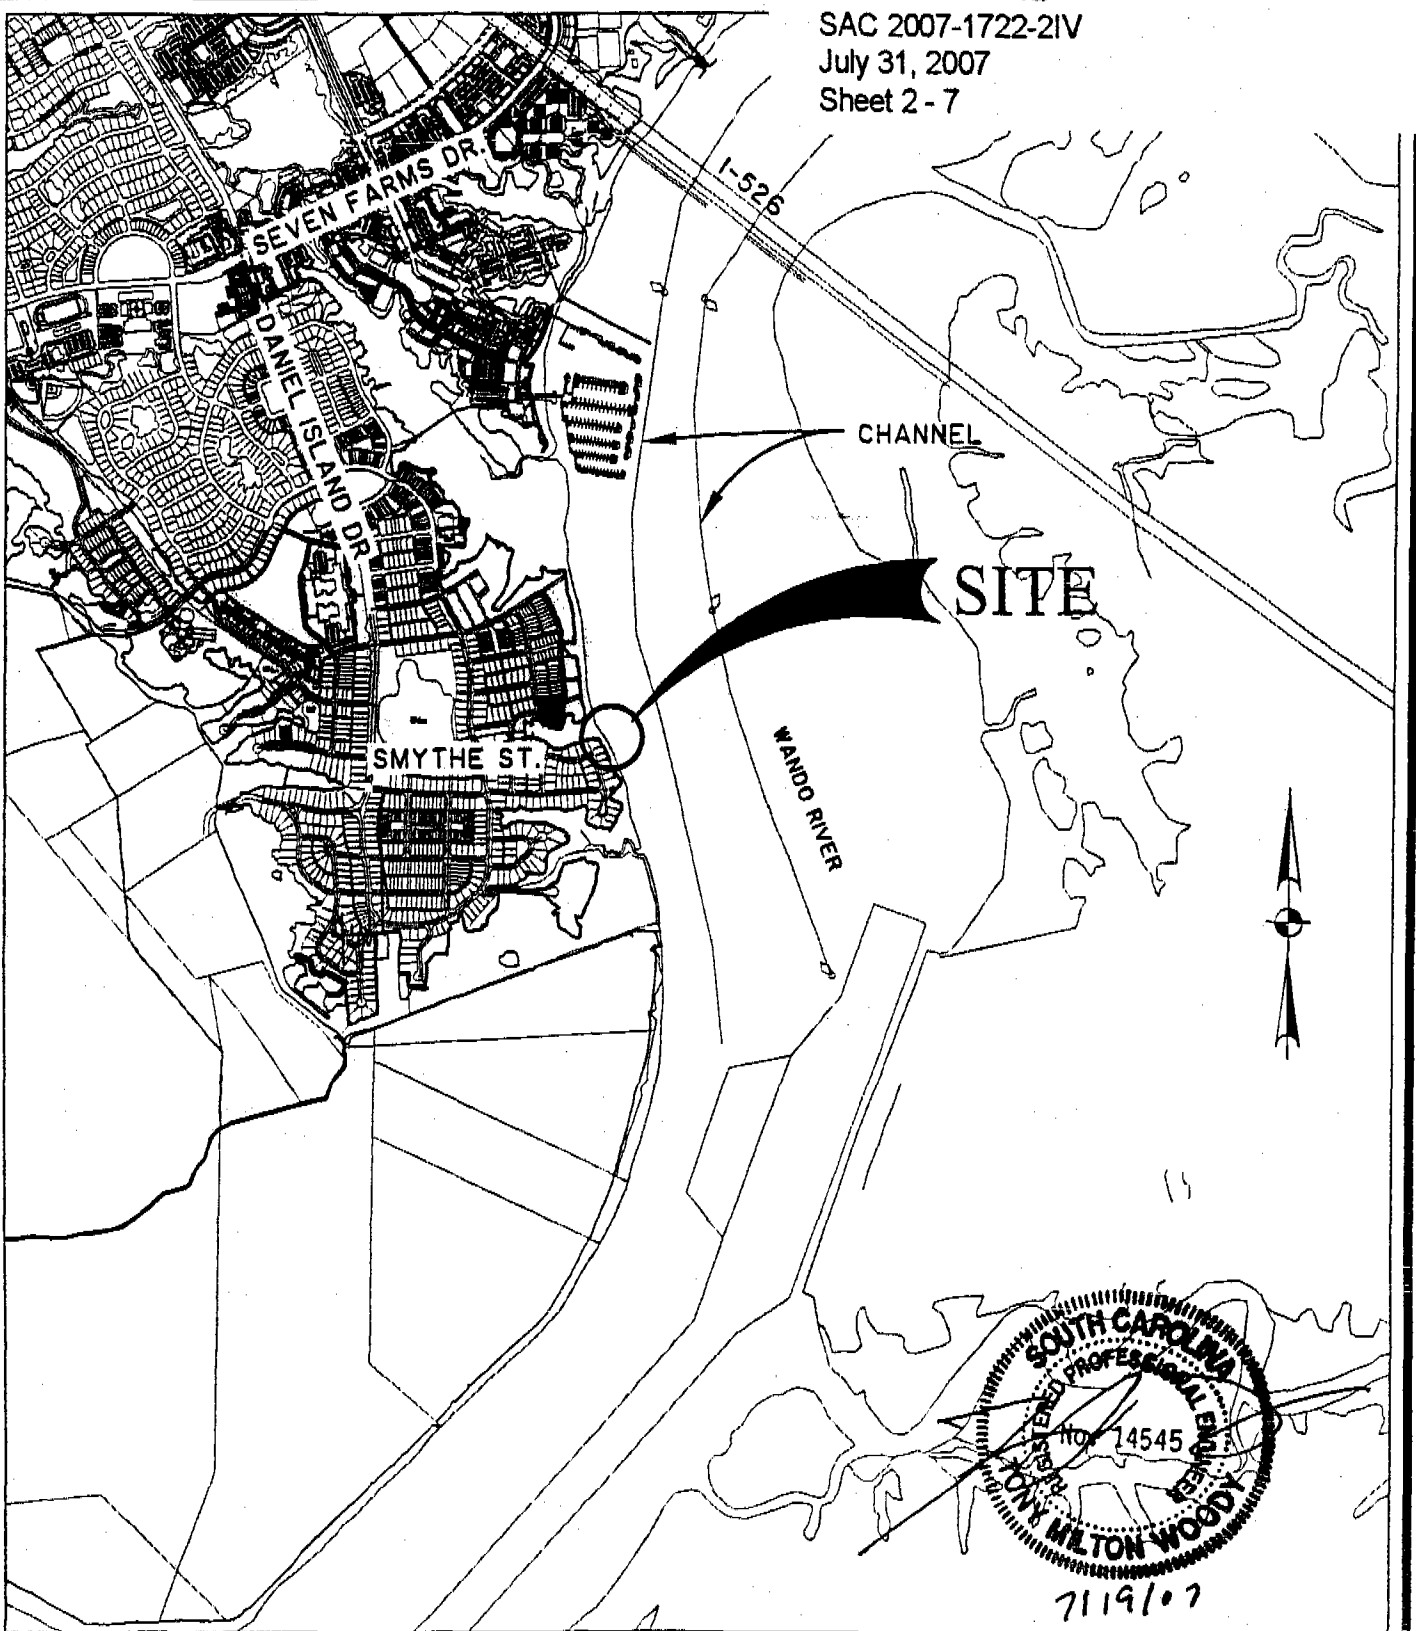 SAC 2007-1722-2IV
July 31, 2007
Sheet 2 - 7
I-526
SEVEN FARMS DR.
DANIEL ISLAND DR
CHANNEL
SITE
SMYTHE ST.
WANDO RIVER
SOUTH CAROLINA
REGISTERED PROFESSIONAL ENGINEER
No. 14545
TONY MILTON WOODY
7/19/07